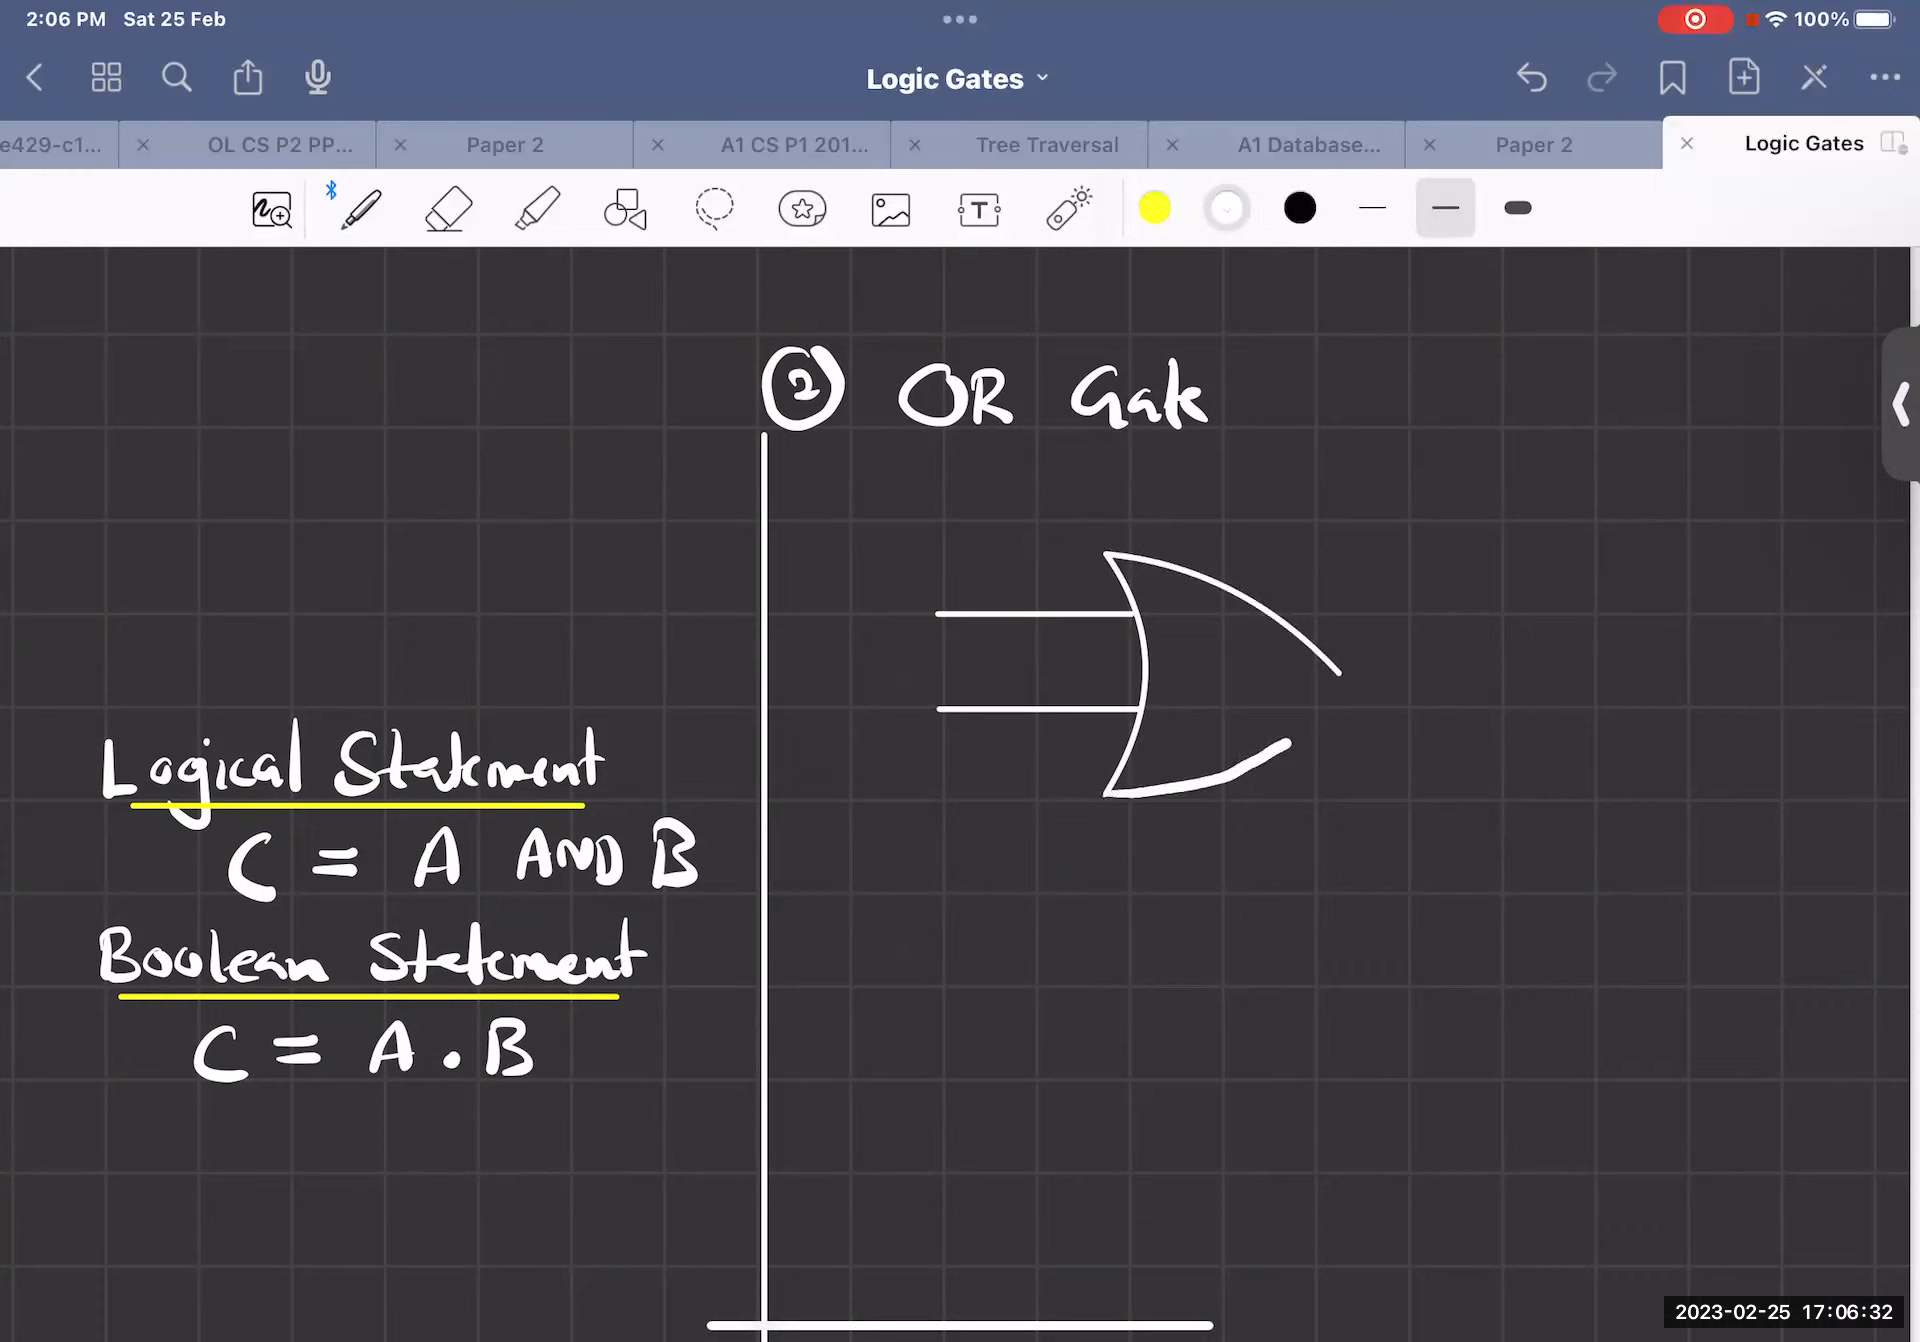 2:06 PM Sat 25 Feb
100%
Logic Gates
e429-c1...
OL CS P2 PP...
Paper 2
A1 CS P1 201...
Tree Traversal
A1 Database...
Paper 2
Logic Gates
T
2 OR Gate
Logical Statement
C = A AND B
Boolean Statement
C = A . B
2023-02-25 17:06:32